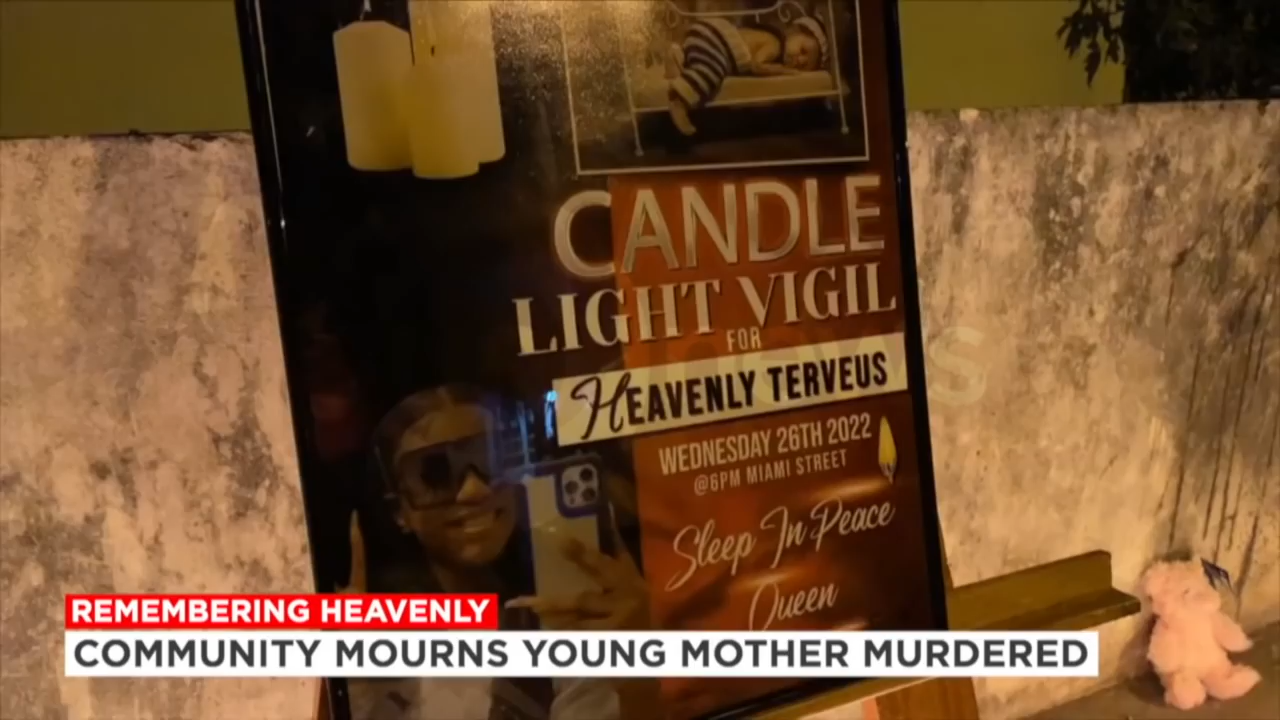 CANDLE
LIGHT VIGIL
FOR
HEAVENLY TERVEUS
WEDNESDAY 26TH 2022
@6PM MIAMI STREET
Sleep In Peace
Queen
REMEMBERING HEAVENLY
COMMUNITY MOURNS YOUNG MOTHER MURDERED